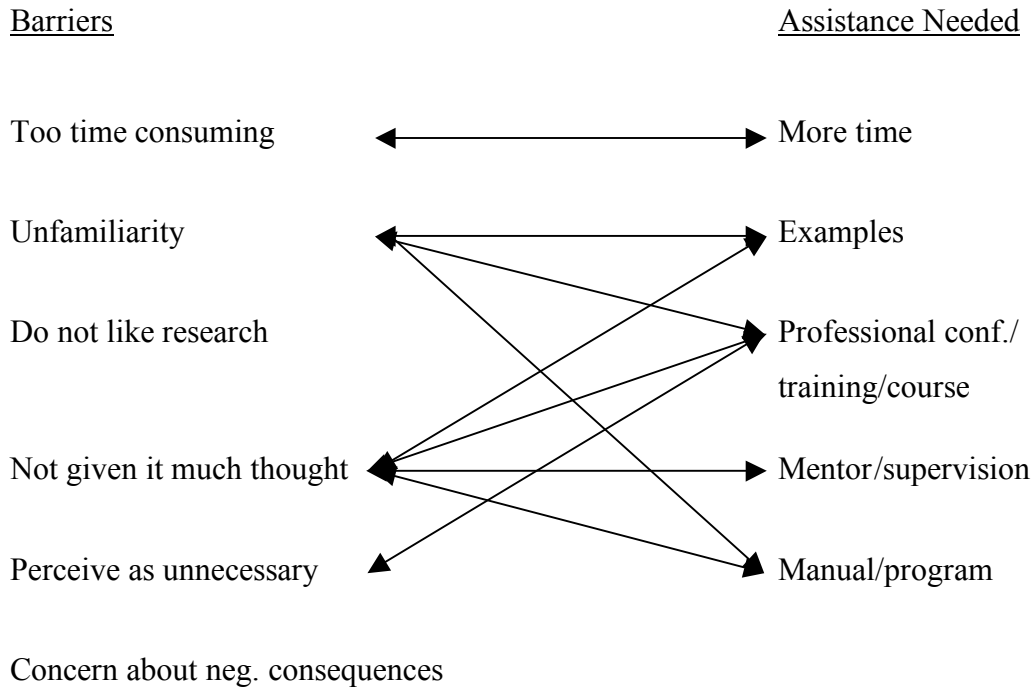 Barriers
Assistance Needed
Too time consuming
More time
Unfamiliarity
Examples
Do not like research
Professional conf./
training/course
Not given it much thought
Mentor/supervision
Perceive as unnecessary
Manual/program
Concern about neg. consequences